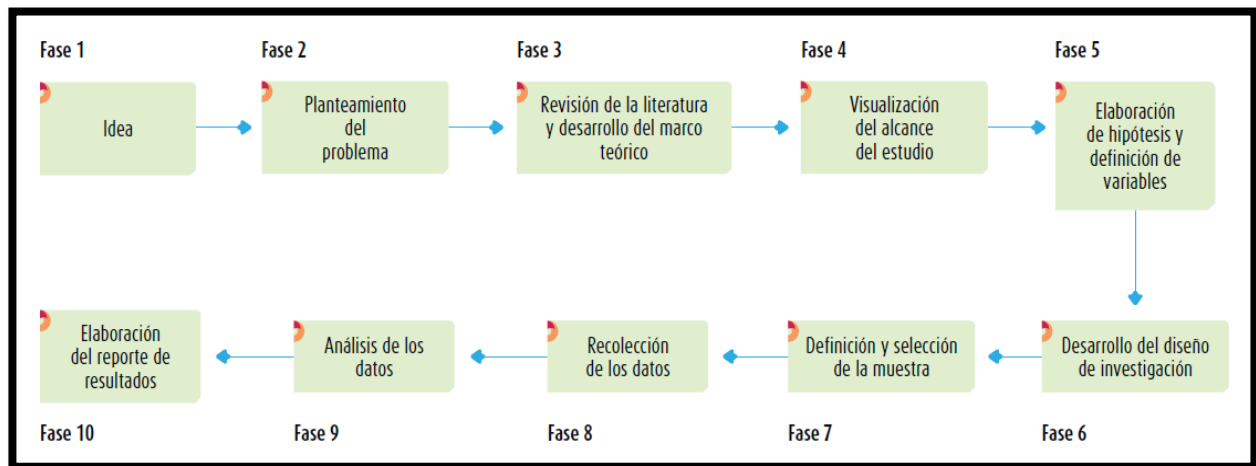 Fase 1
Idea
Fase 2
Planteamiento
del
problema
Fase 3
Revisión de la literatura
y desarrollo del marco
teórico
Fase 4
Visualización
del alcance
del estudio
Fase 5
Elaboración
de hipótesis y
definición de
variables
Desarrollo del diseño
de investigación
Fase 6
Definición y selección
de la muestra
Fase 7
Recolección
de los datos
Fase 8
Análisis de los
datos
Fase 9
Elaboración
del reporte de
resultados
Fase 10